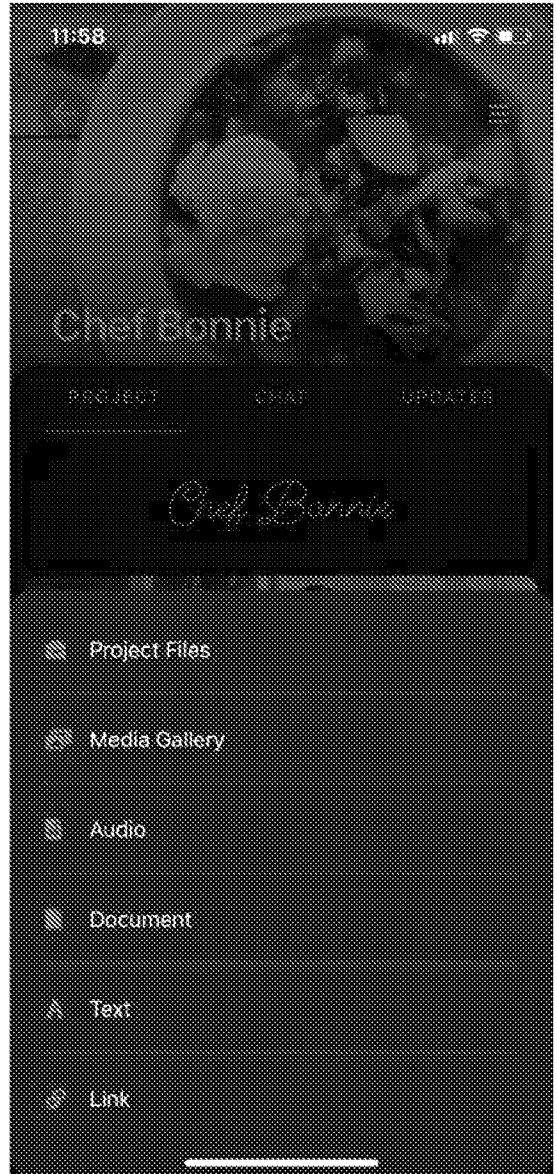 11:58
Chef Bonnie
PROJECT CHAT UPDATES
Chef Bonnie
Project Files
Media Gallery
Audio
Document
Text
Link